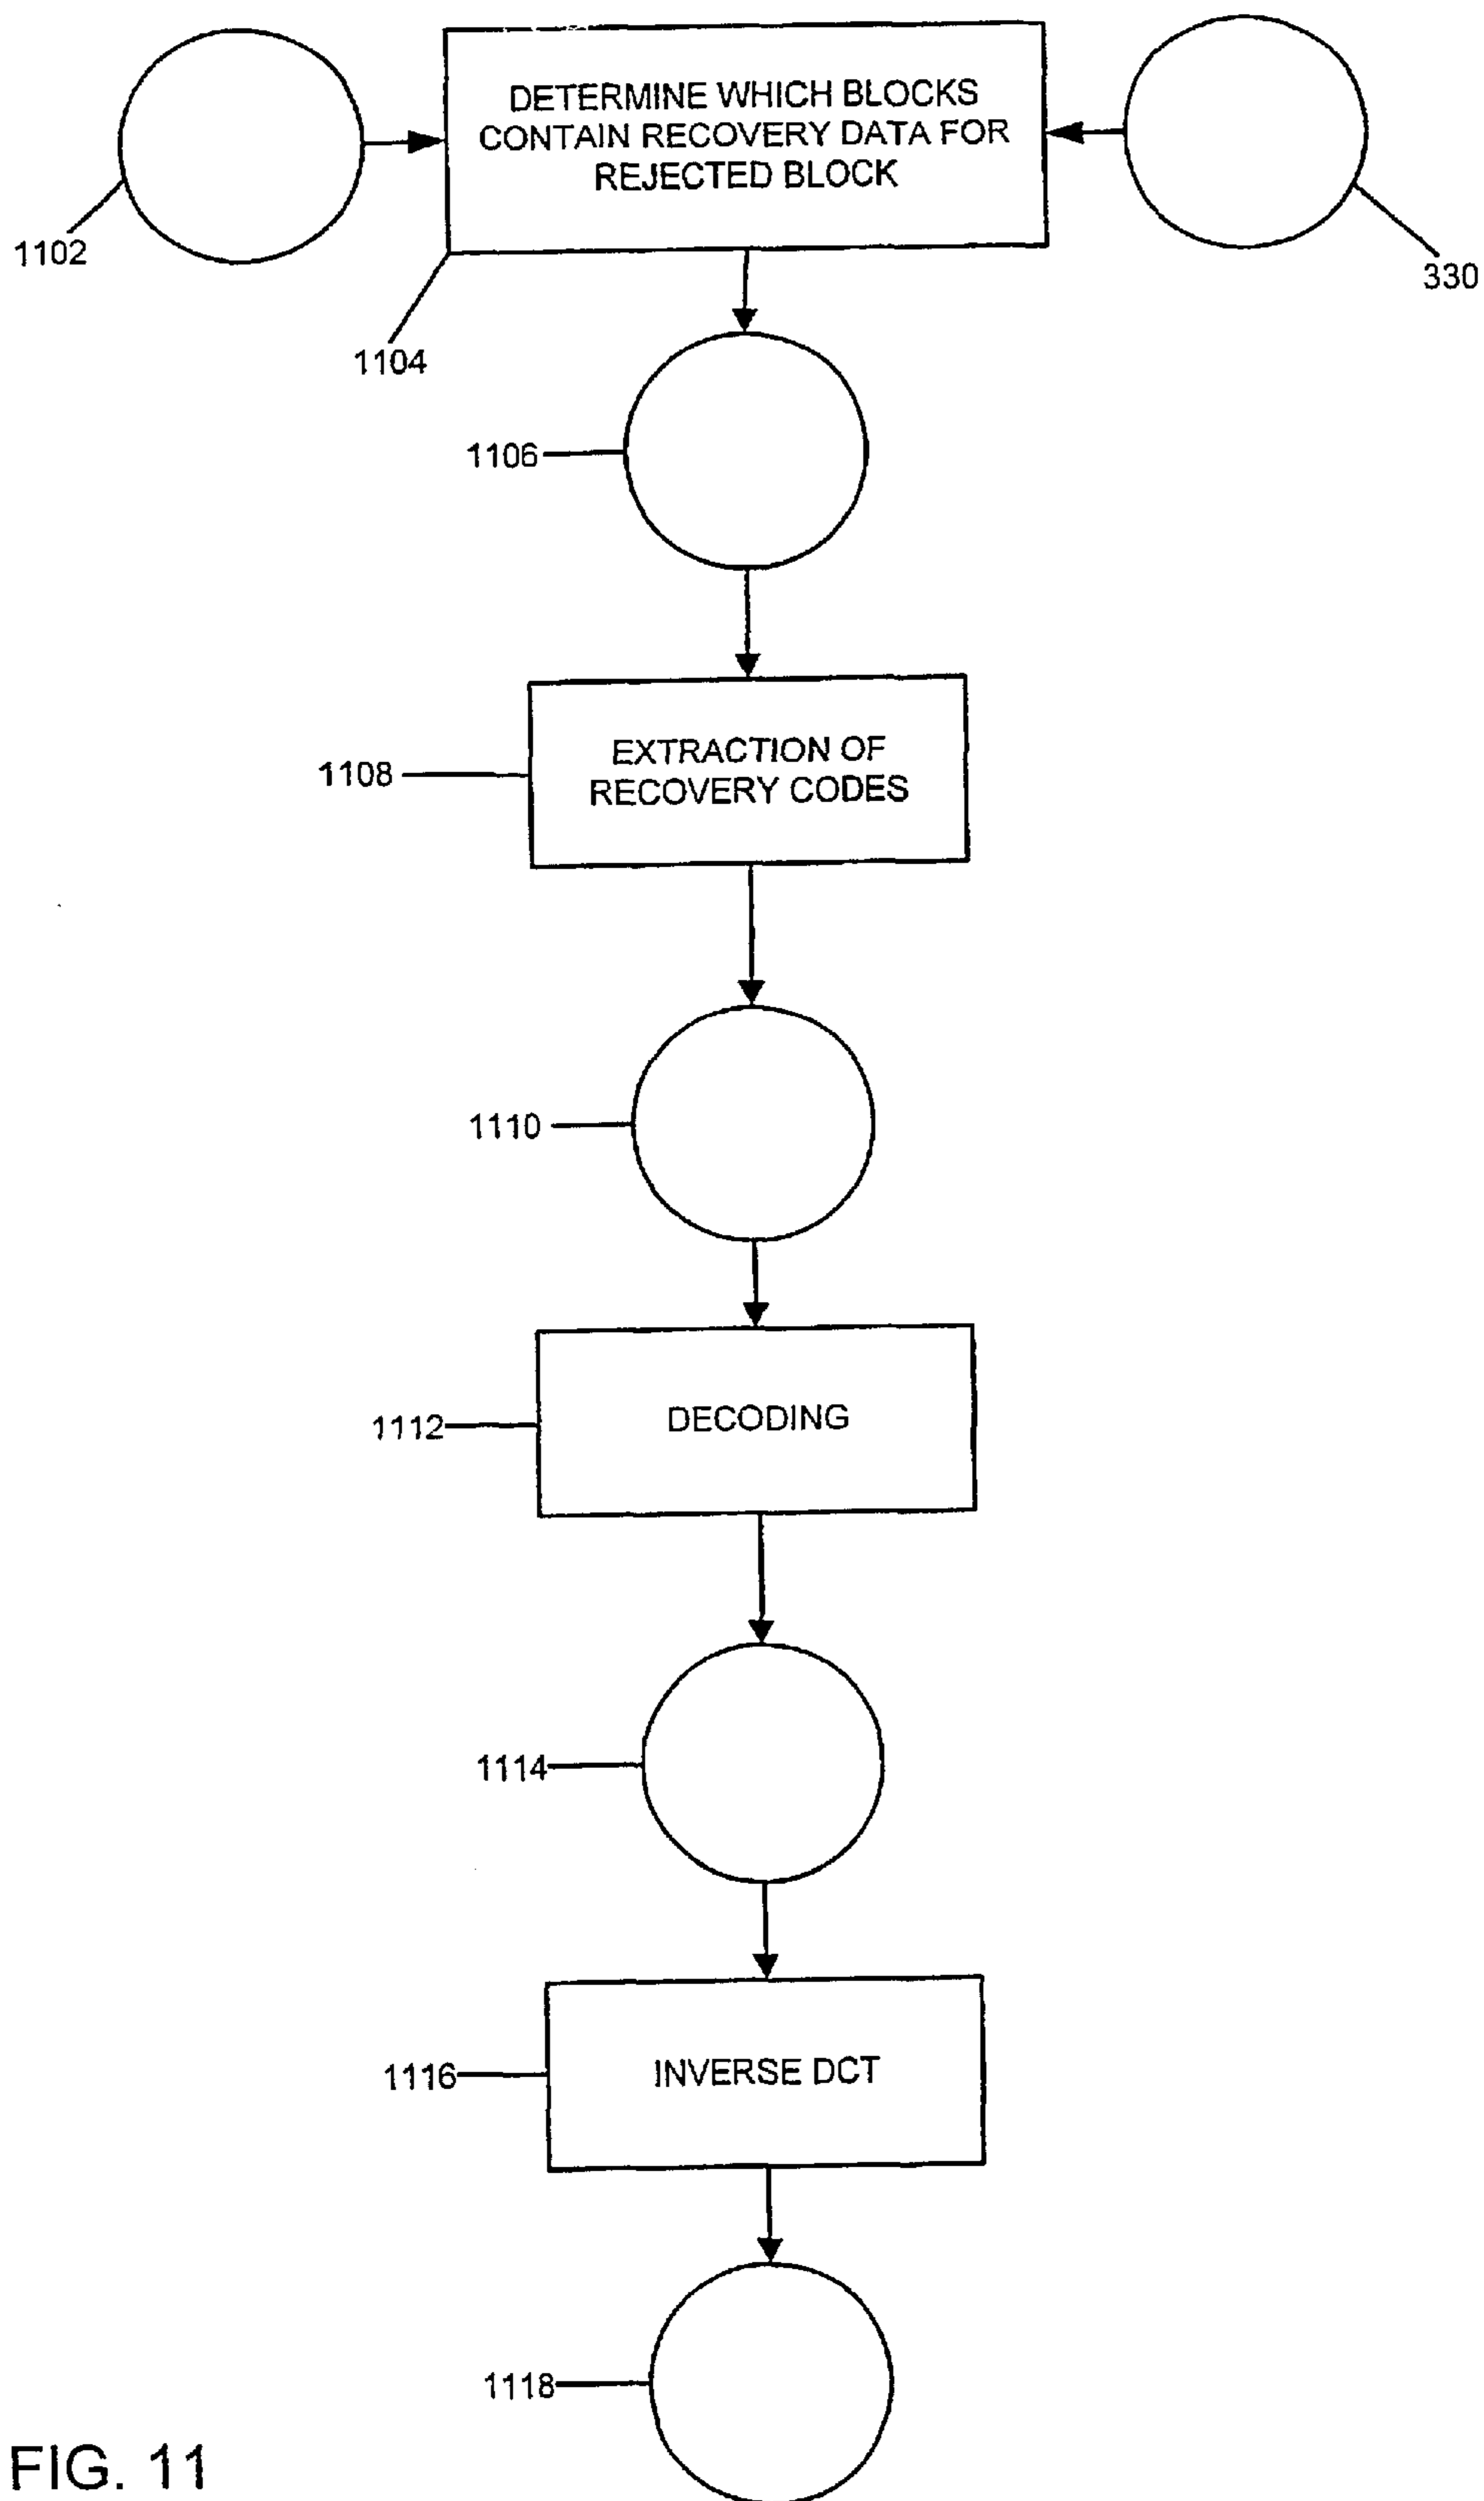 DETERMINE WHICH BLOCKS
CONTAIN RECOVERY DATA FOR
REJECTED BLOCK
1102
330
1104
1106
EXTRACTION OF
RECOVERY CODES
1108
1110
DECODING
1112
1114
INVERSE DCT
1116
1118
FIG. 11